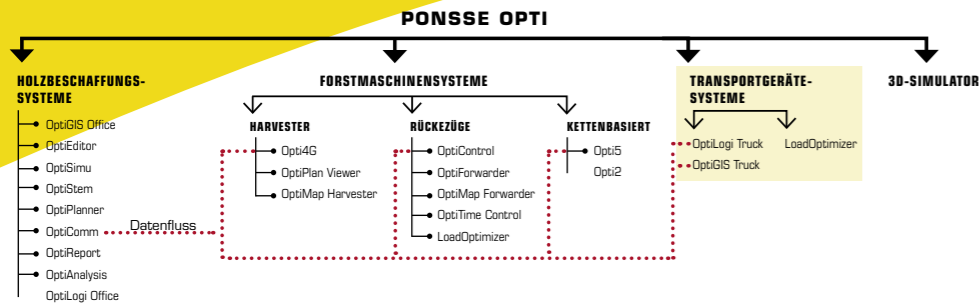 PONSSE OPTI
HOLZBESCHAFFUNGS-
SYSTEME
OptiGIS Office
OptiEditor
OptiSimu
OptiStem
OptiPlanner
OptiComm
OptiReport
OptiAnalysis
OptiLogi Office
Datenfluss
FORSTMASCHINENSYSTEME
HARVESTER
Opti4G
OptiPlan Viewer
OptiMap Harvester
RÜCKEZÜGE
OptiControl
OptiForwarder
OptiMap Forwarder
OptiTime Control
LoadOptimizer
KETTENBASIERT
Opti5
Opti2
TRANSPORTGERÄTE-
SYSTEME
OptiLogi Truck
OptiGIS Truck
LoadOptimizer
3D-SIMULATOR